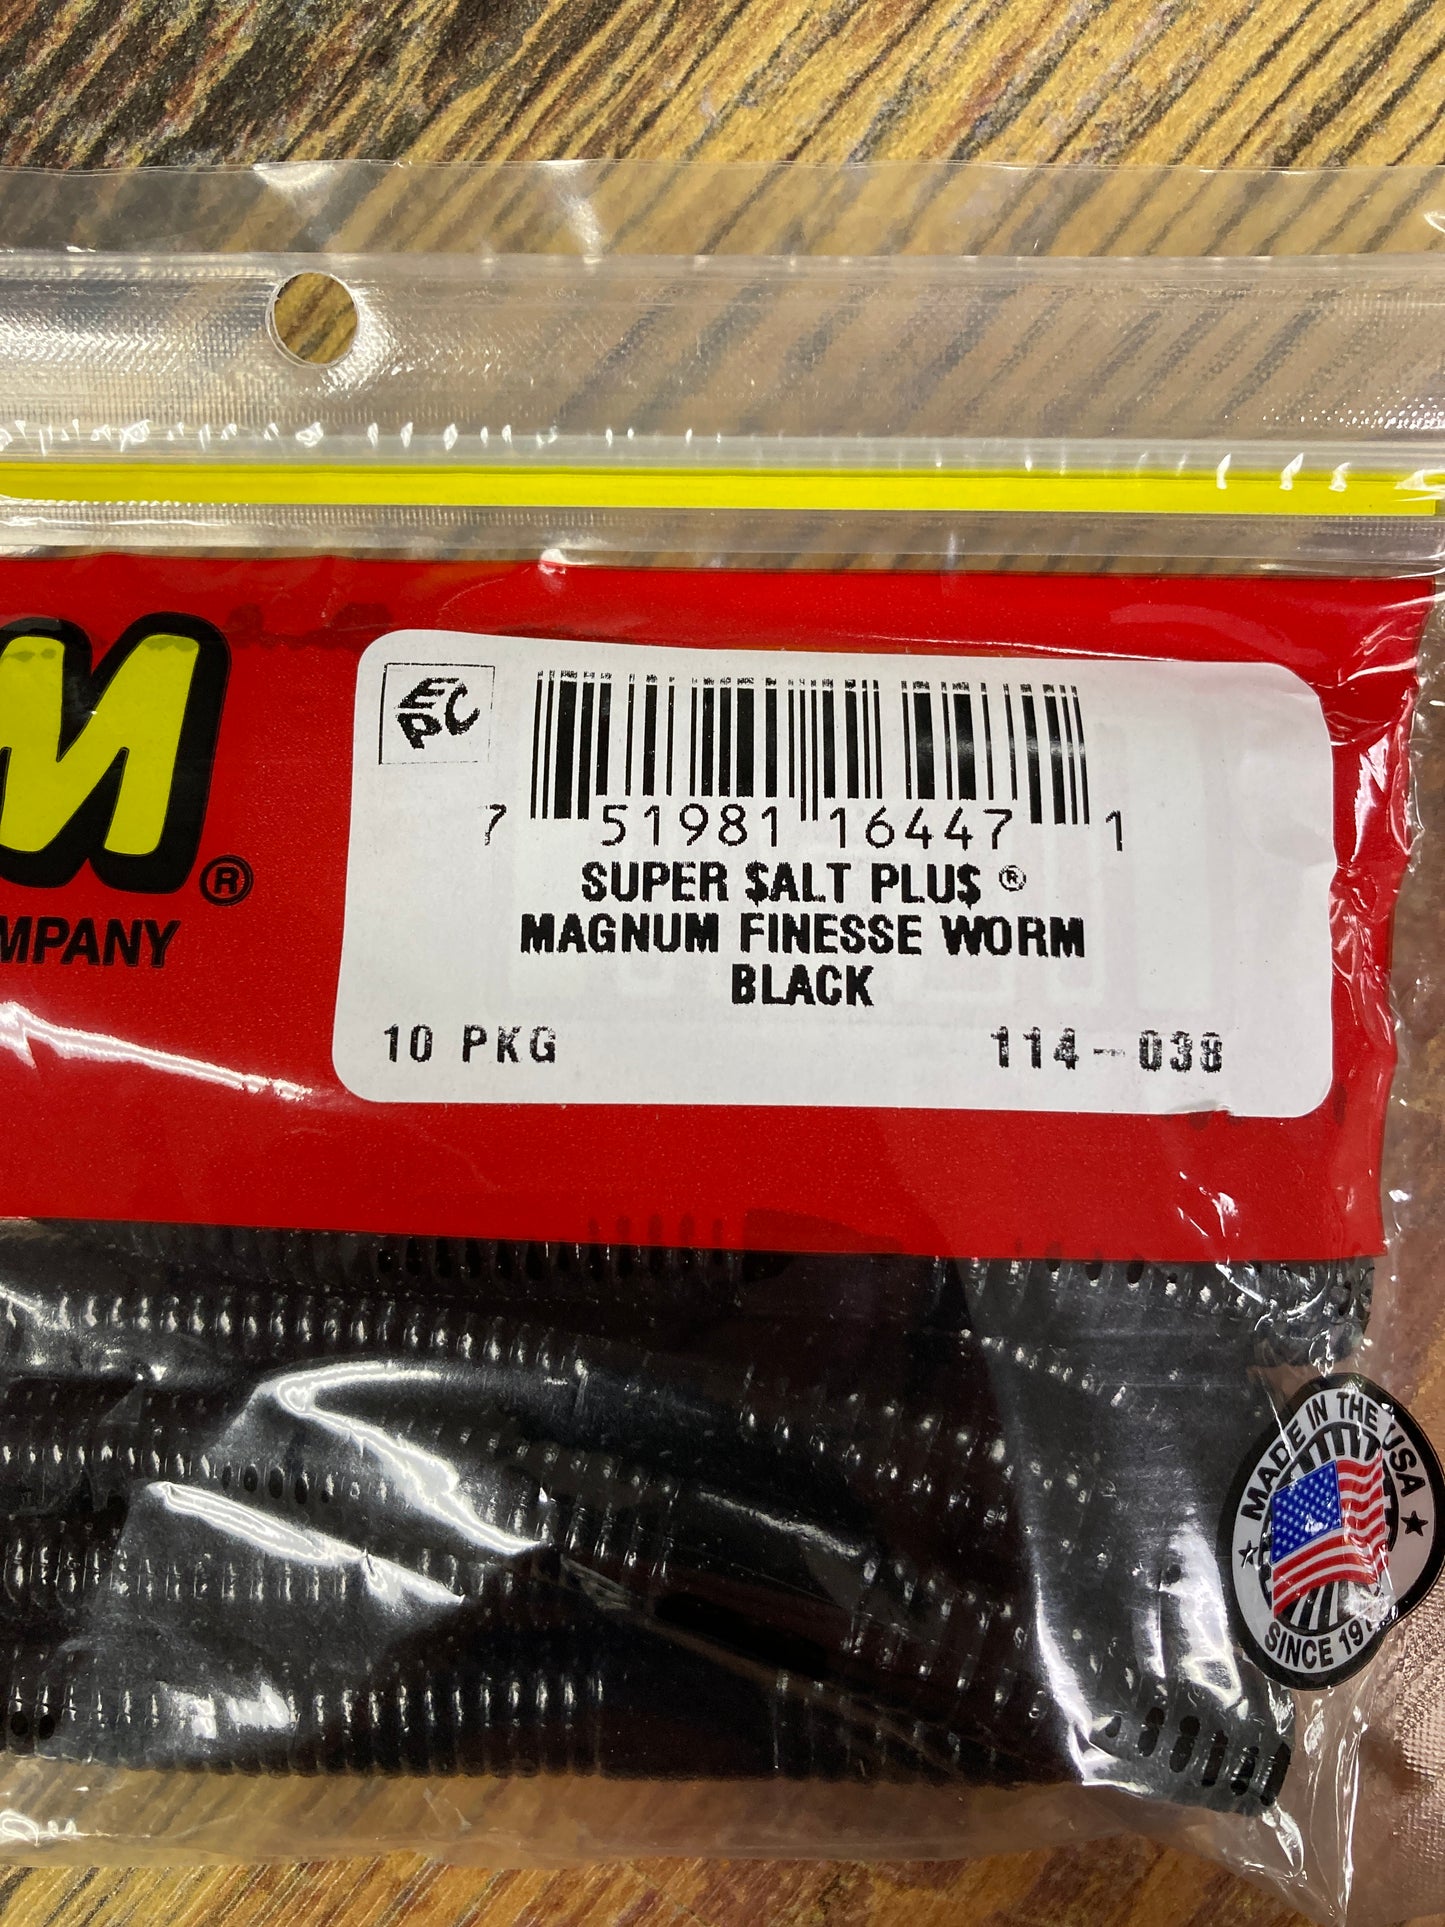 M®
MPANY
EPC
7 51981 16447 1
SUPER $ALT PLU$ ®
MAGNUM FINESSE WORM
BLACK
10 PKG 114-038
MADE IN THE USA
SINCE